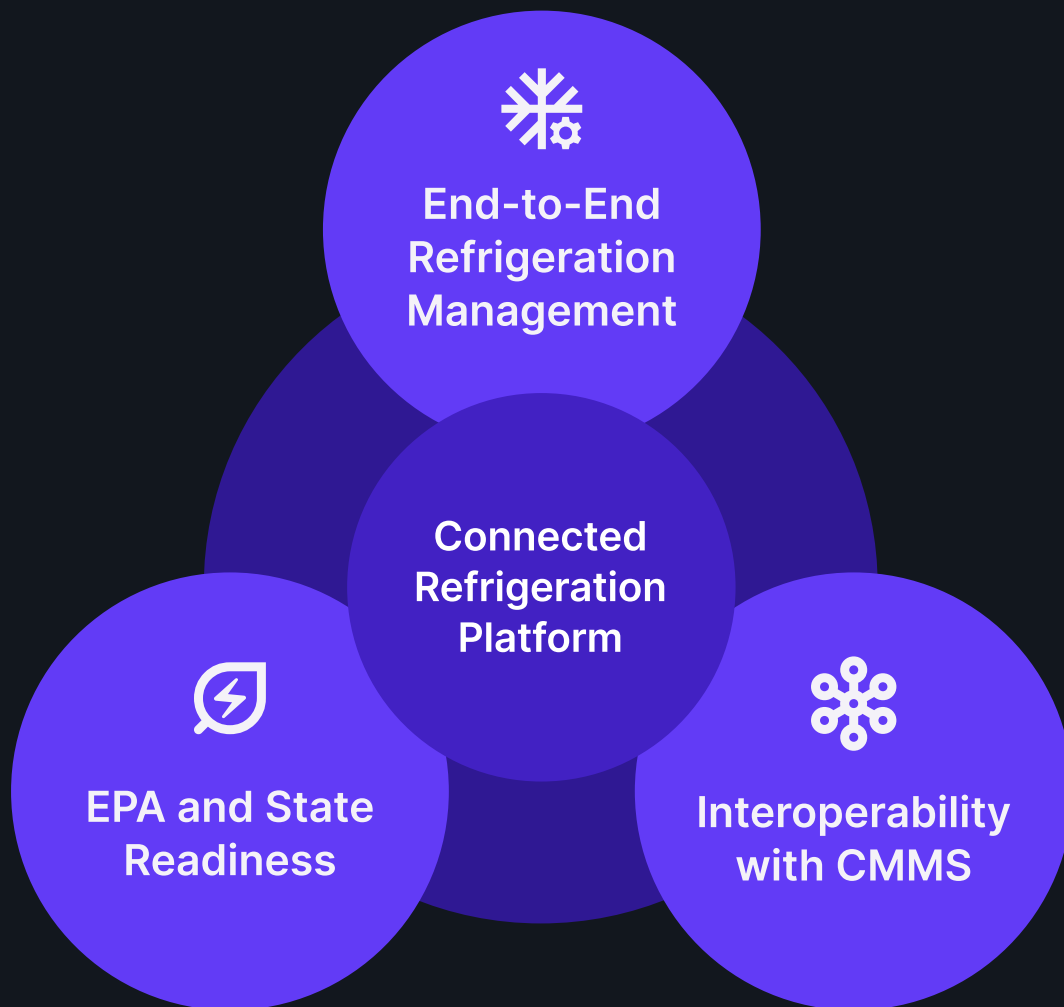 End-to-End
Refrigeration
Management
Connected
Refrigeration
Platform
EPA and State
Readiness
Interoperability
with CMMS